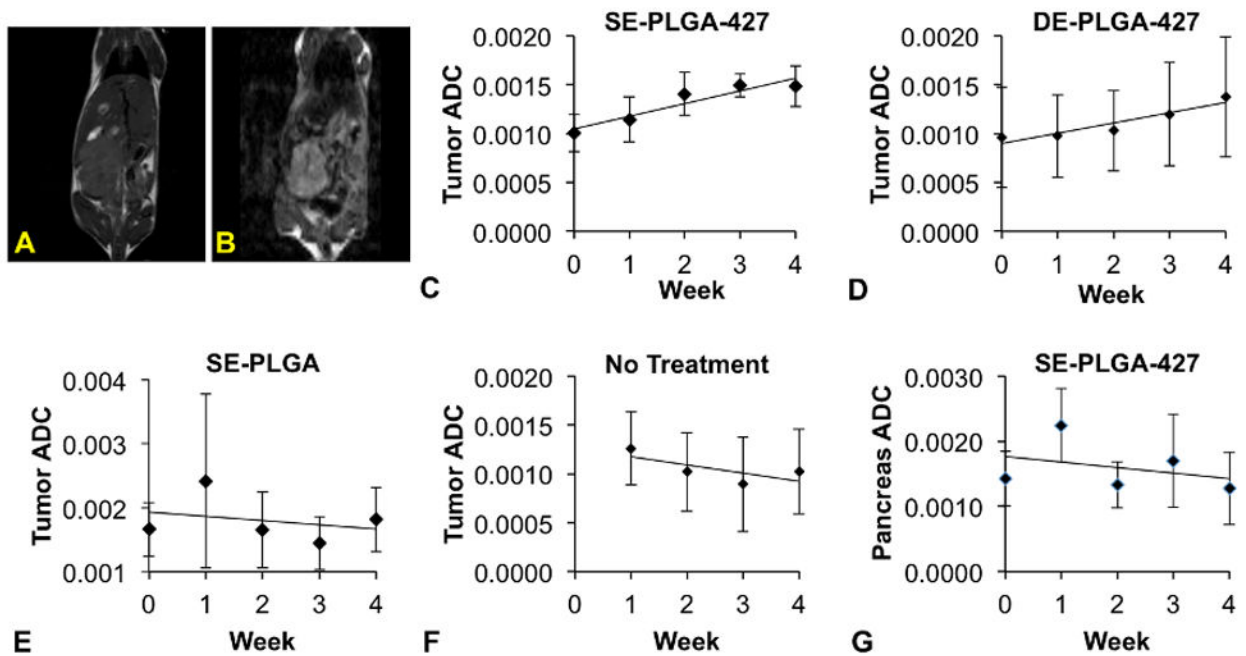 A
B
SE-PLGA-427
0.0020
0.0015
0.0010
0.0005
0.0000
Tumor ADC
0 1 2 3 4
Week
C
DE-PLGA-427
0.0020
0.0015
0.0010
0.0005
0.0000
Tumor ADC
0 1 2 3 4
Week
D
SE-PLGA
0.004
0.003
0.002
0.001
Tumor ADC
0 1 2 3 4
Week
E
No Treatment
0.0020
0.0015
0.0010
0.0005
0.0000
Tumor ADC
0 1 2 3 4
Week
F
SE-PLGA-427
0.0030
0.0020
0.0010
0.0000
Pancreas ADC
0 1 2 3 4
Week
G